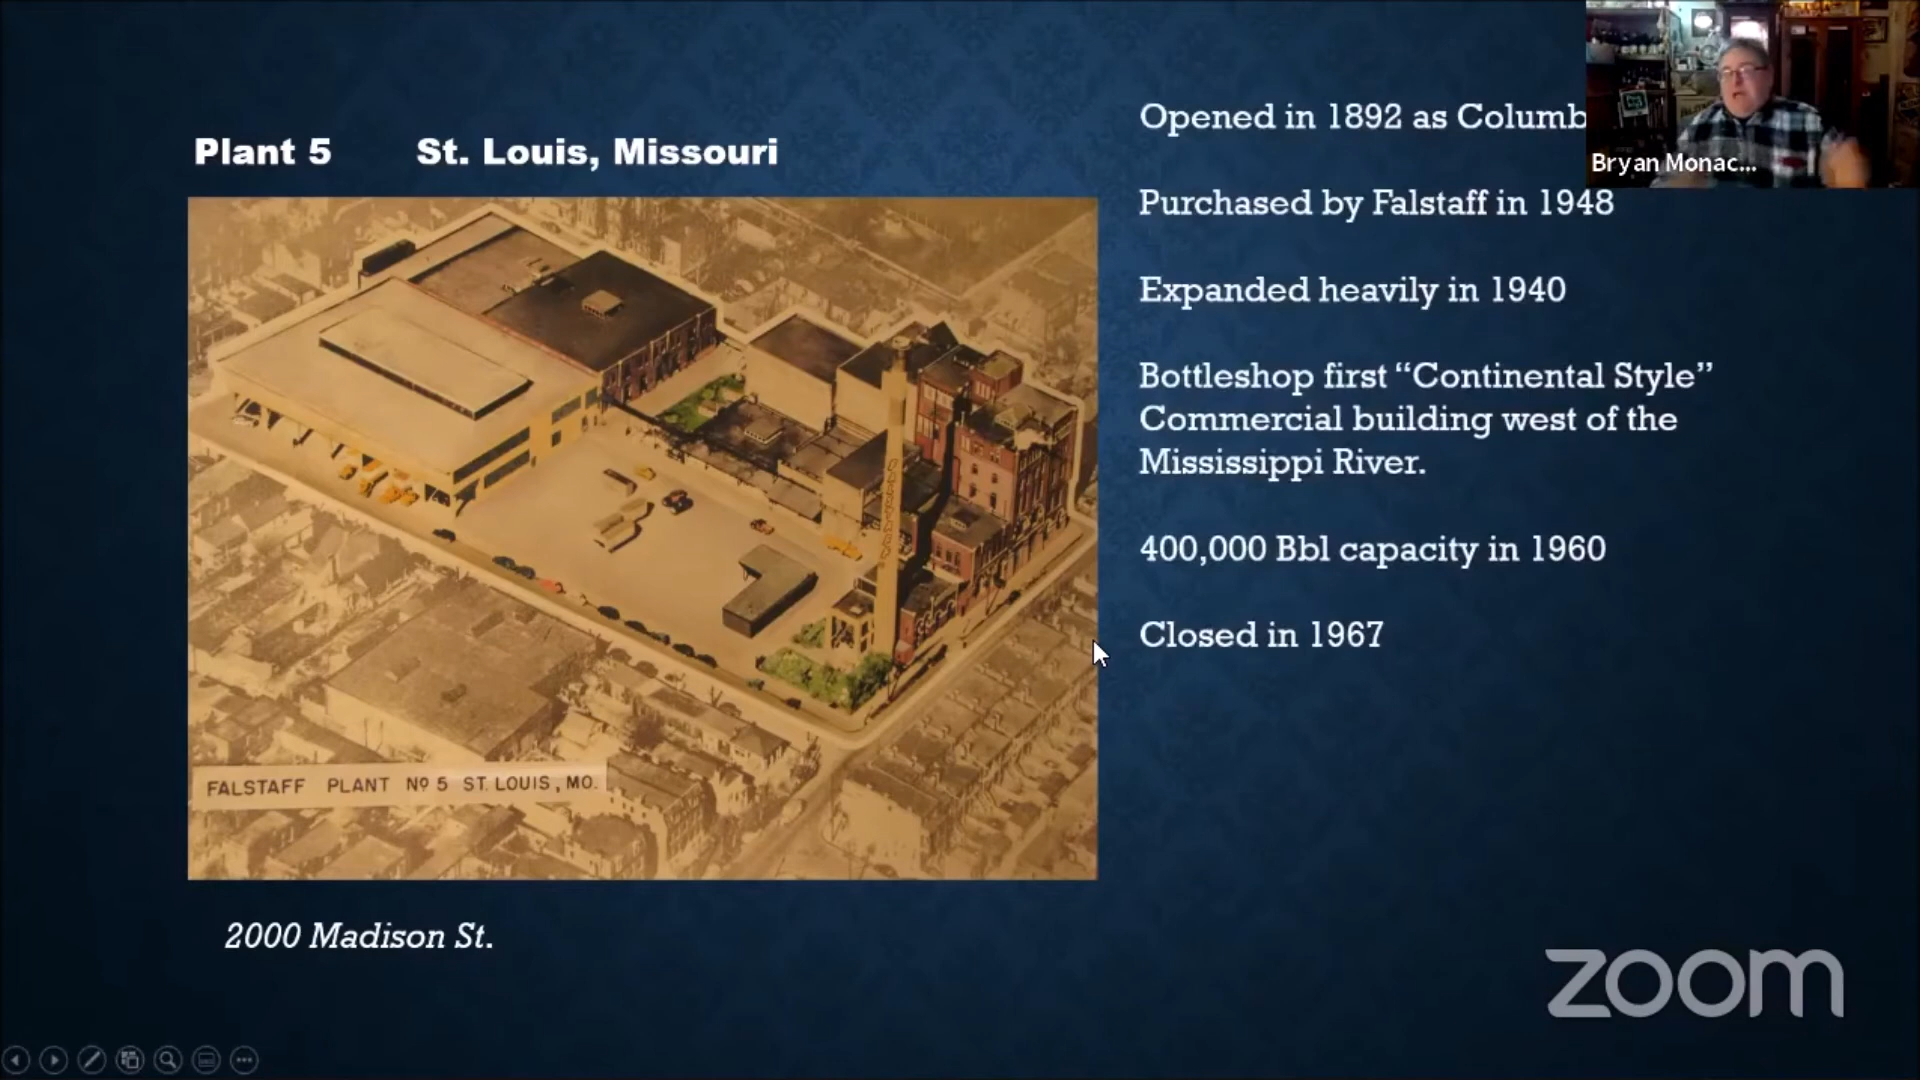 Plant 5 St. Louis, Missouri
Opened in 1892 as Columb
Bryan Monac...
Purchased by Falstaff in 1948
Expanded heavily in 1940
Bottleshop first “Continental Style”
Commercial building west of the
Mississippi River.
400,000 Bbl capacity in 1960
Closed in 1967
FALSTAFF PLANT Nº 5 ST. LOUIS, MO.
2000 Madison St.
zoom